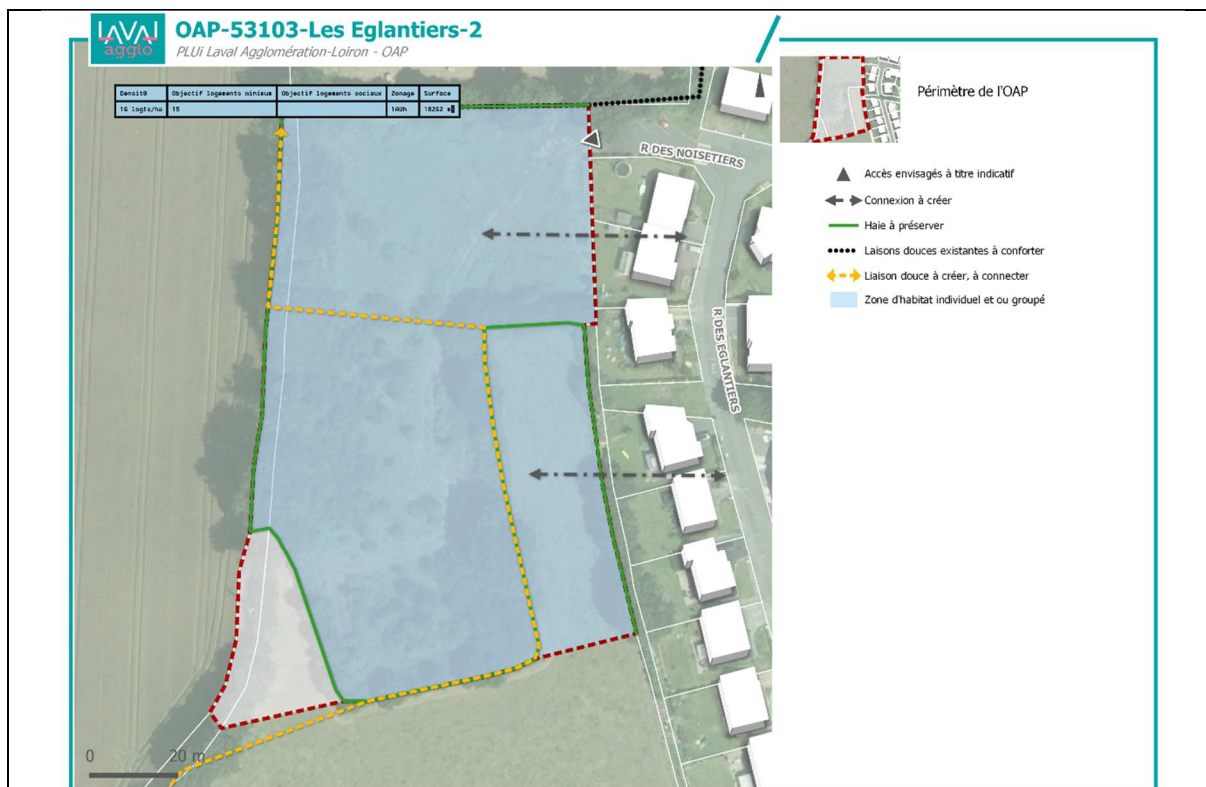 LAVAL
agglo
OAP-53103-Les Eglantiers-2
PLUi Laval Agglomération-Loiron - OAP
Densité Objectif logements minimum Objectif logements sociaux Zonage Surface
16 logts/ha 15 1AUh
R DES NOISETIERS
R DES EGLANTIERS
0 20 m
Périmètre de l'OAP
Accès envisagés à titre indicatif
Connexion à créer
Haie à préserver
Laisons douces existantes à conforter
Liaison douce à créer, à connecter
Zone d'habitat individuel et ou groupé